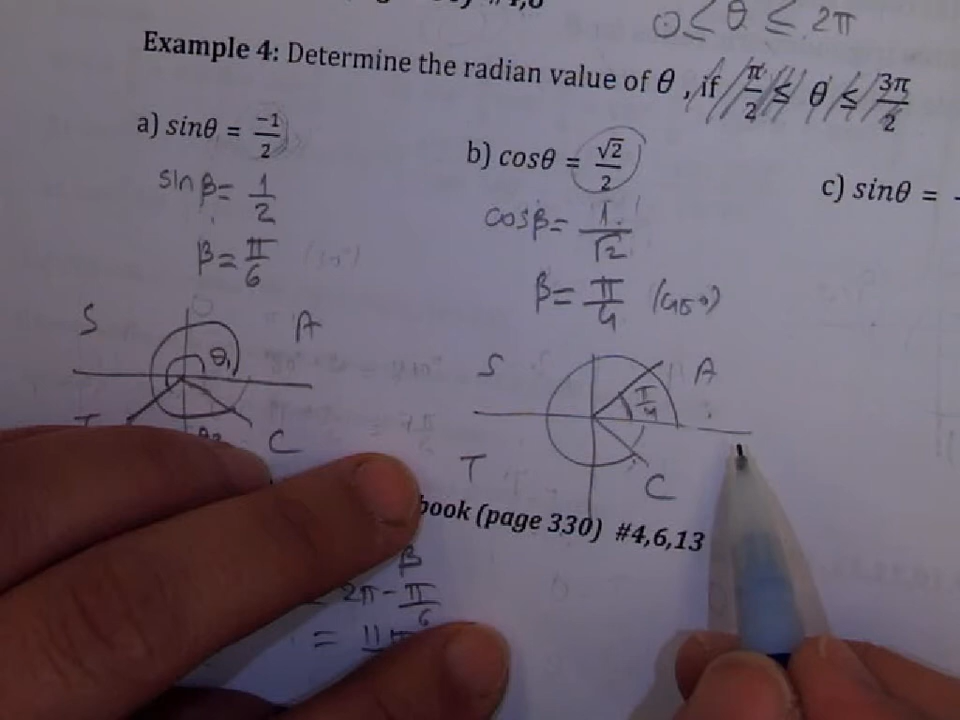 0 ≤ θ ≤ 2π
Example 4: Determine the radian value of θ , if π/2 ≤ θ ≤ 3π/2
a) sinθ = -1/2
sin β = 1/2
β = π/6
S A
θ₁
C
b) cosθ = √2/2
cos β = 1/√2
β = π/4 (45°)
S A
π/4
T C
c) sinθ =
book (page 330) #4,6,13
β
= 2π - π/6
= 11